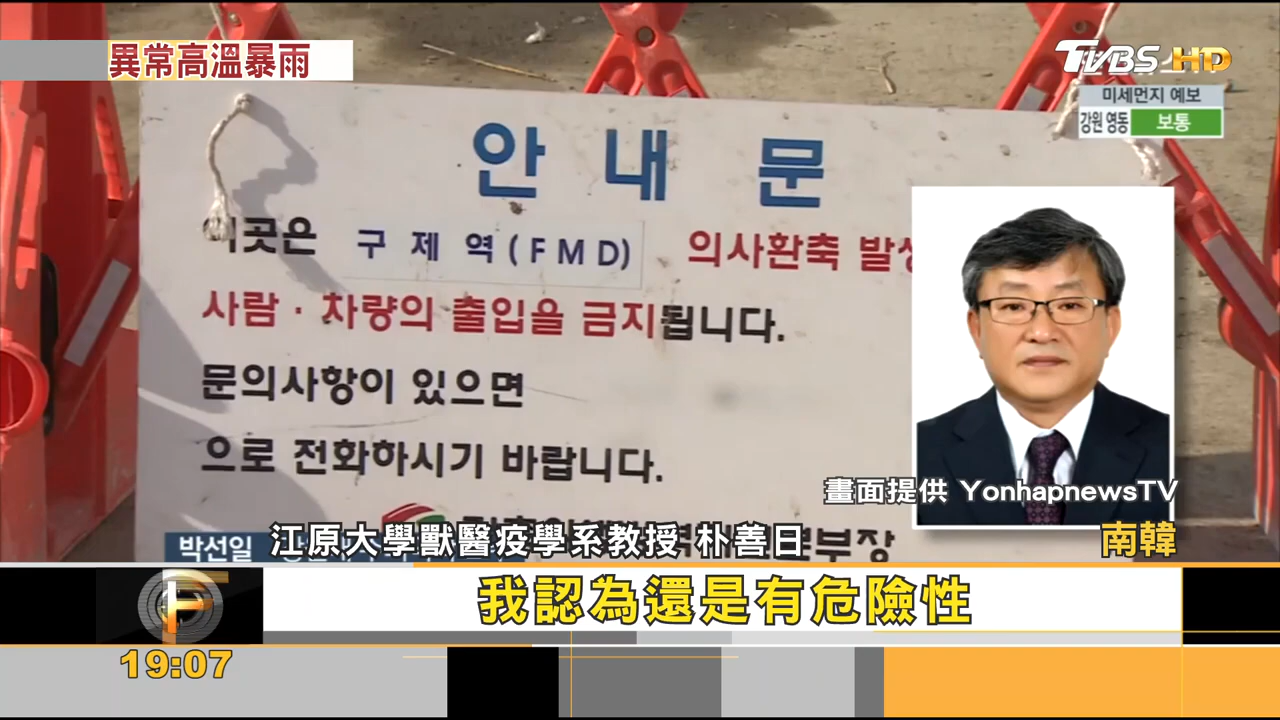 異常高溫暴雨
TVBS HD
미세먼지 예보
강원 영동 보통
안내문
이곳은 구제역(FMD) 의사환축 발생
사람·차량의 출입을 금지됩니다.
문의사항이 있으면
으로 전화하시기 바랍니다.
畫面提供 YonhapnewsTV
박선일
江原大學獸醫疫學系教授 朴善日
본부장
南韓
我認為還是有危險性
19:07